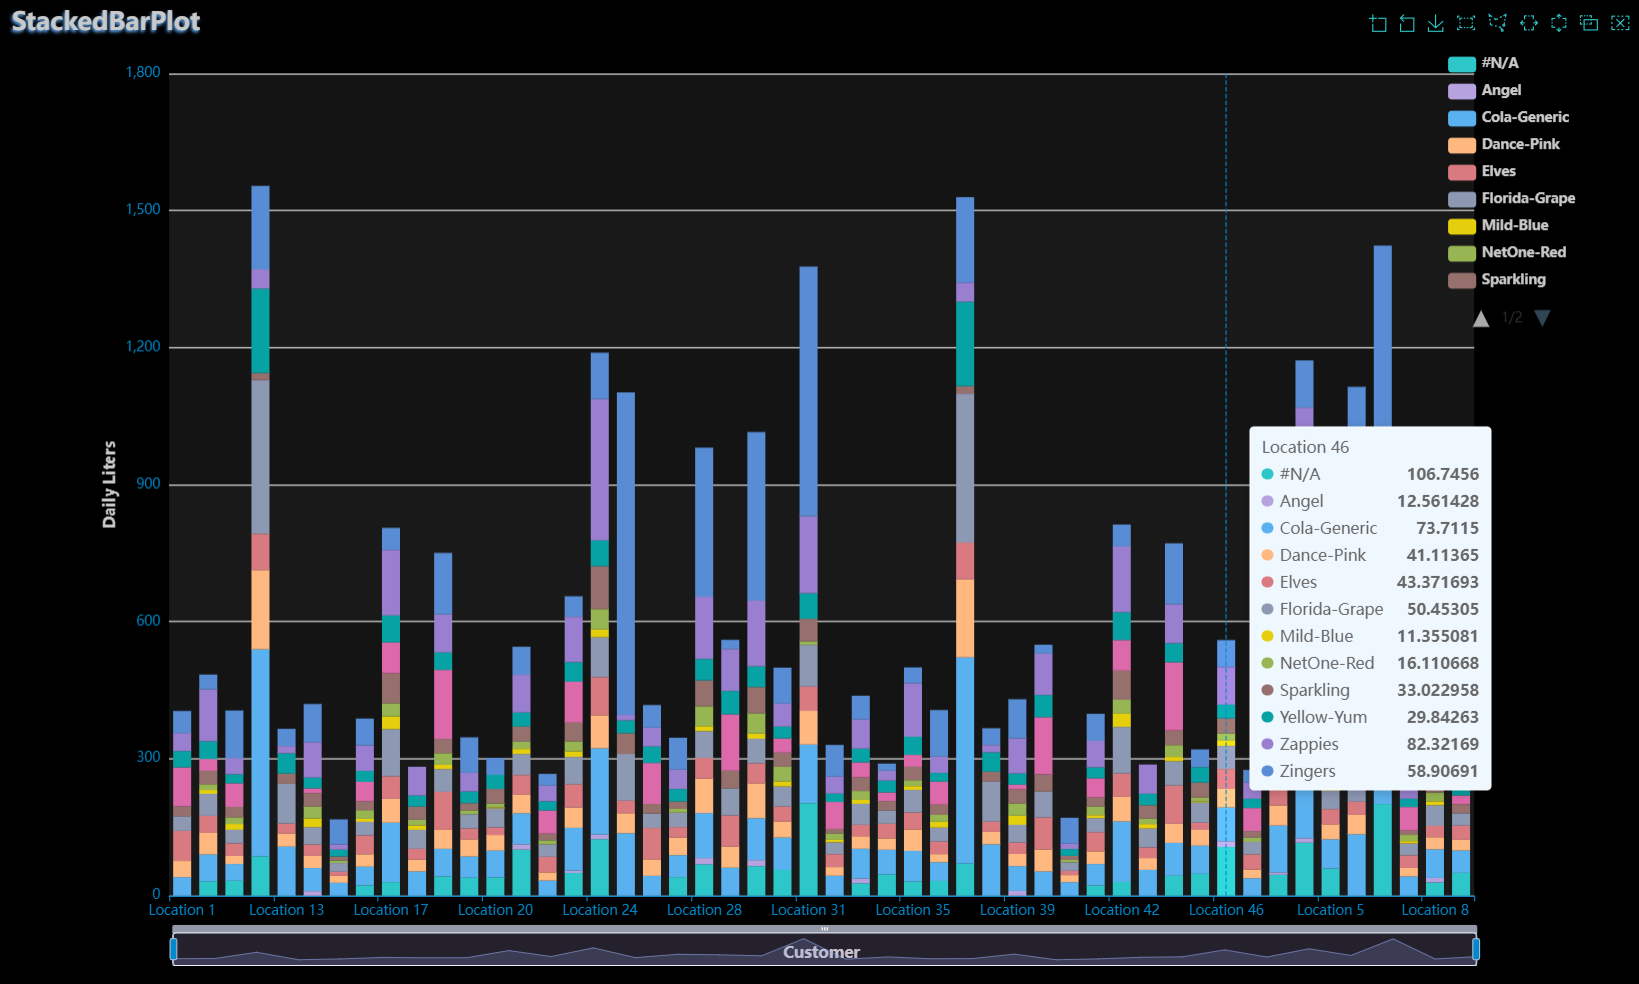 StackedBarPlot
#N/A
Angel
Cola-Generic
Dance-Pink
Elves
Florida-Grape
Mild-Blue
NetOne-Red
Sparkling
1/2
1,800
1,500
1,200
900
600
300
0
Daily Liters
Location 46
#N/A 106.7456
Angel 12.561428
Cola-Generic 73.7115
Dance-Pink 41.11365
Elves 43.371693
Florida-Grape 50.45305
Mild-Blue 11.355081
NetOne-Red 16.110668
Sparkling 33.022958
Yellow-Yum 29.84263
Zappies 82.32169
Zingers 58.90691
Location 1 Location 13 Location 17 Location 20 Location 24 Location 28 Location 31 Location 35 Location 39 Location 42 Location 46 Location 5 Location 8
Customer